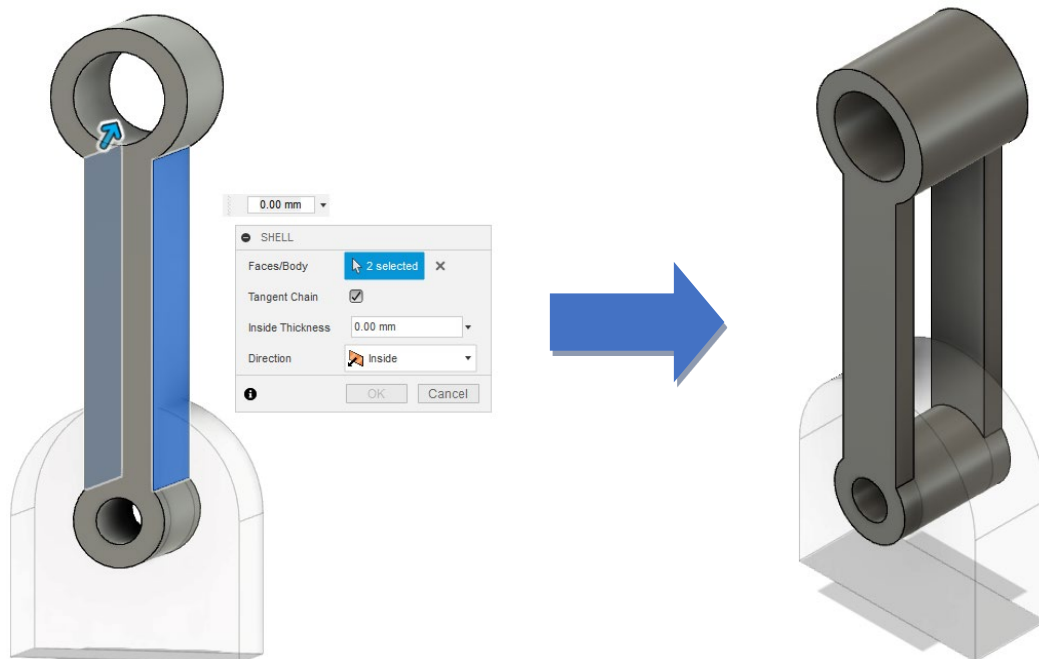 0.00 mm
SHELL
Faces/Body 2 selected
Tangent Chain
Inside Thickness 0.00 mm
Direction Inside
OK Cancel